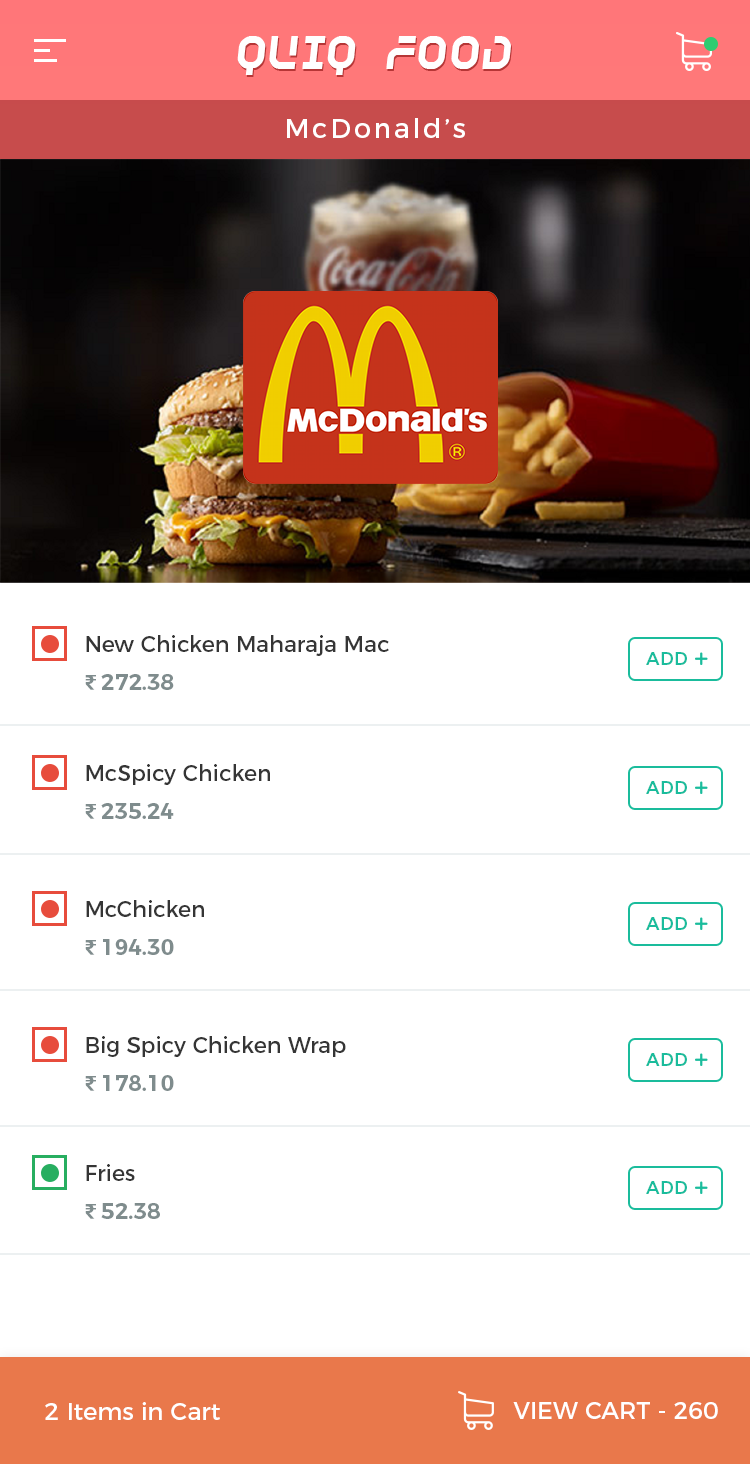 QUIQ FOOD
McDonald’s
Coca-Cola
McDonald's
®
New Chicken Maharaja Mac
₹ 272.38
ADD +
McSpicy Chicken
₹ 235.24
ADD +
McChicken
₹ 194.30
ADD +
Big Spicy Chicken Wrap
₹ 178.10
ADD +
Fries
₹ 52.38
ADD +
2 Items in Cart
VIEW CART - 260